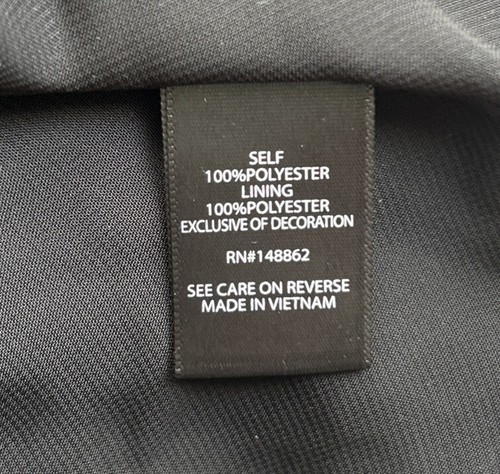 SELF
100%POLYESTER
LINING
100%POLYESTER
EXCLUSIVE OF DECORATION
RN#148862
SEE CARE ON REVERSE
MADE IN VIETNAM